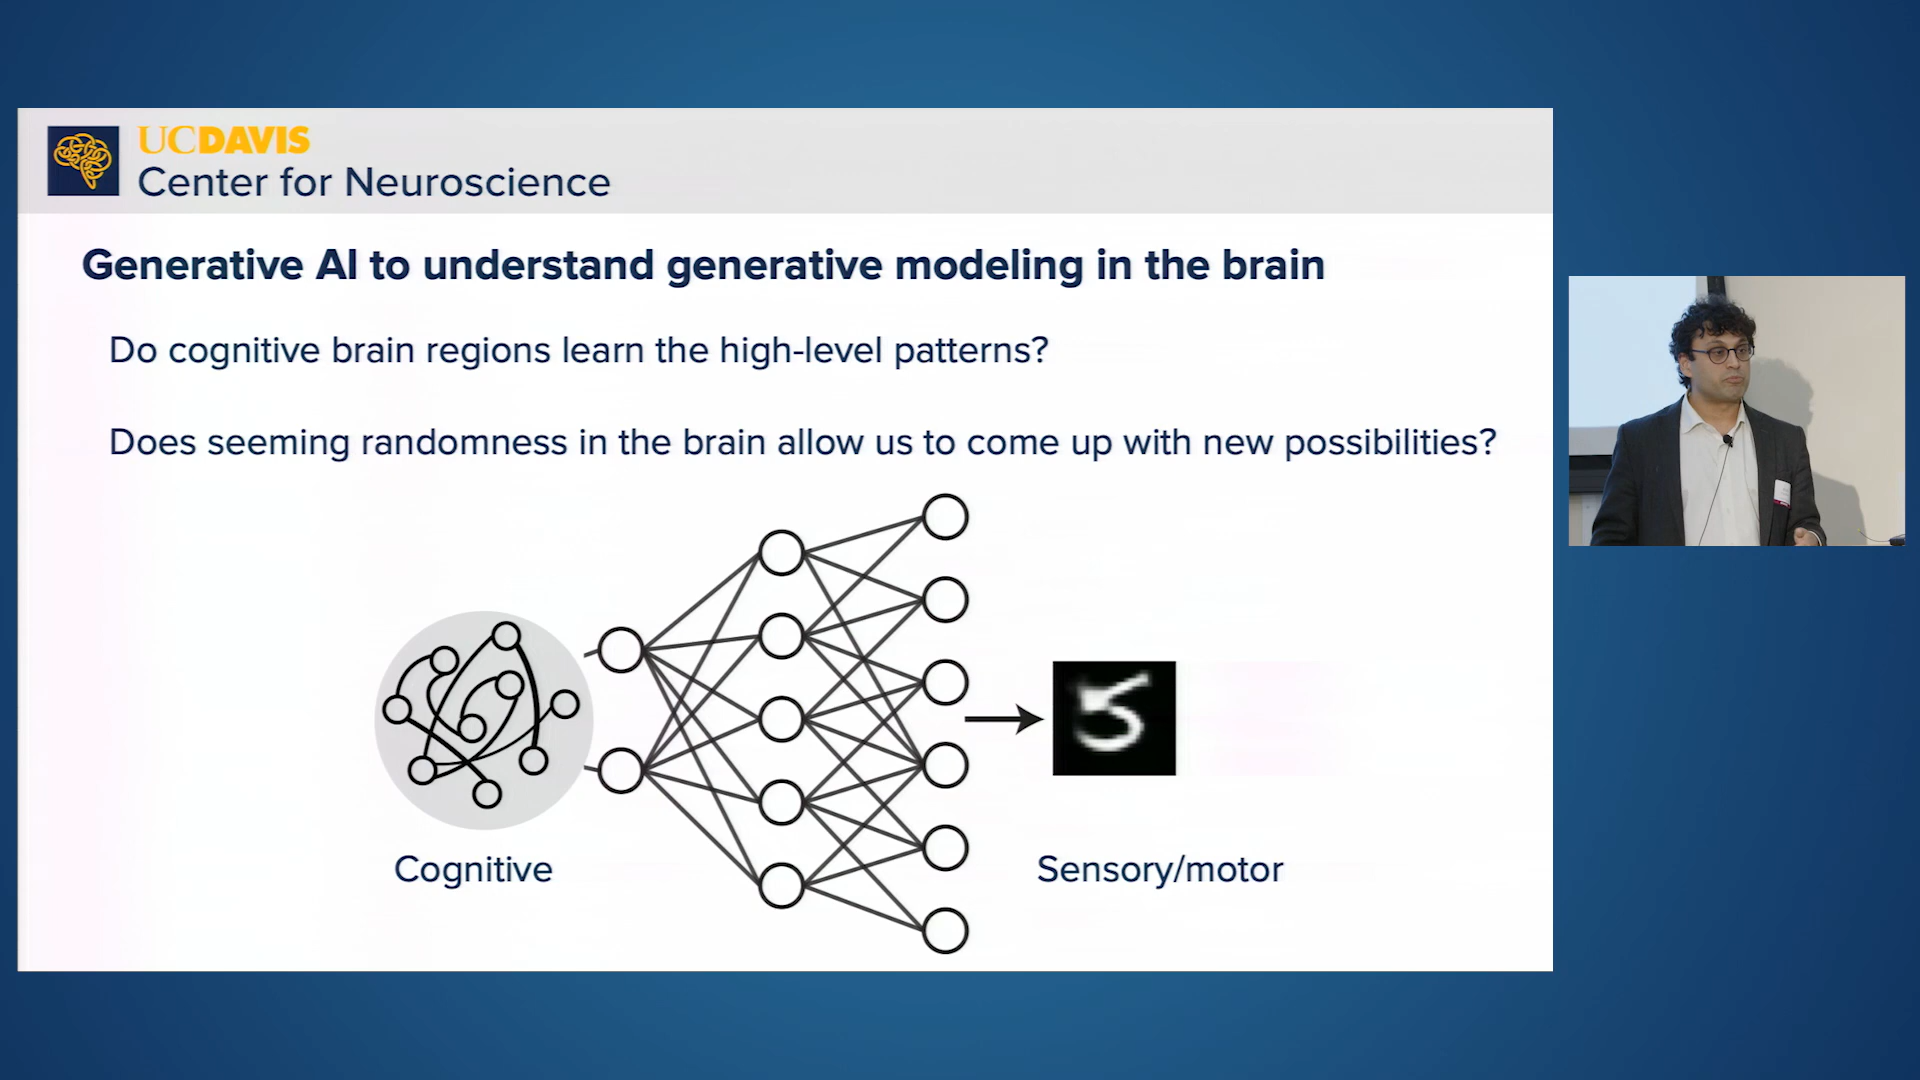 UCDAVIS
Center for Neuroscience
Generative AI to understand generative modeling in the brain
Do cognitive brain regions learn the high-level patterns?
Does seeming randomness in the brain allow us to come up with new possibilities?
5
Cognitive
Sensory/motor